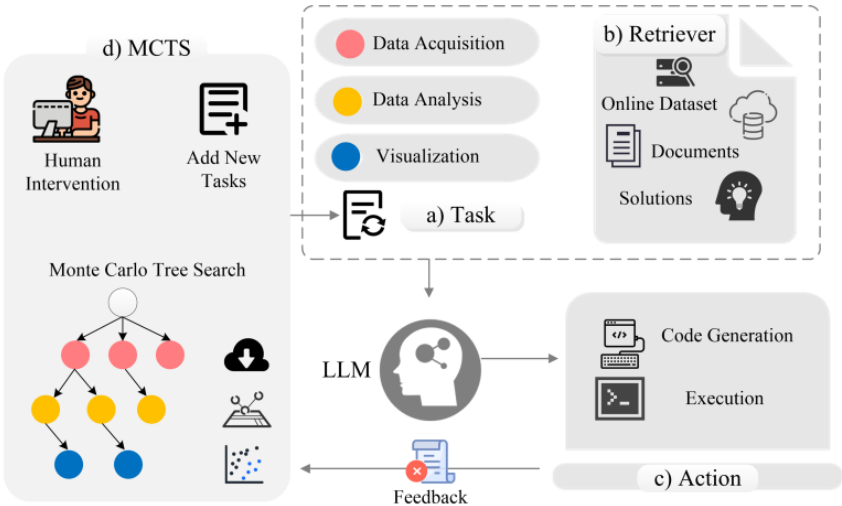 d) MCTS
Human
Intervention
Add New
Tasks
Monte Carlo Tree Search
Data Acquisition
Data Analysis
Visualization
a) Task
b) Retriever
Online Dataset
Documents
Solutions
LLM
Code Generation
</>
>_
Execution
c) Action
Feedback